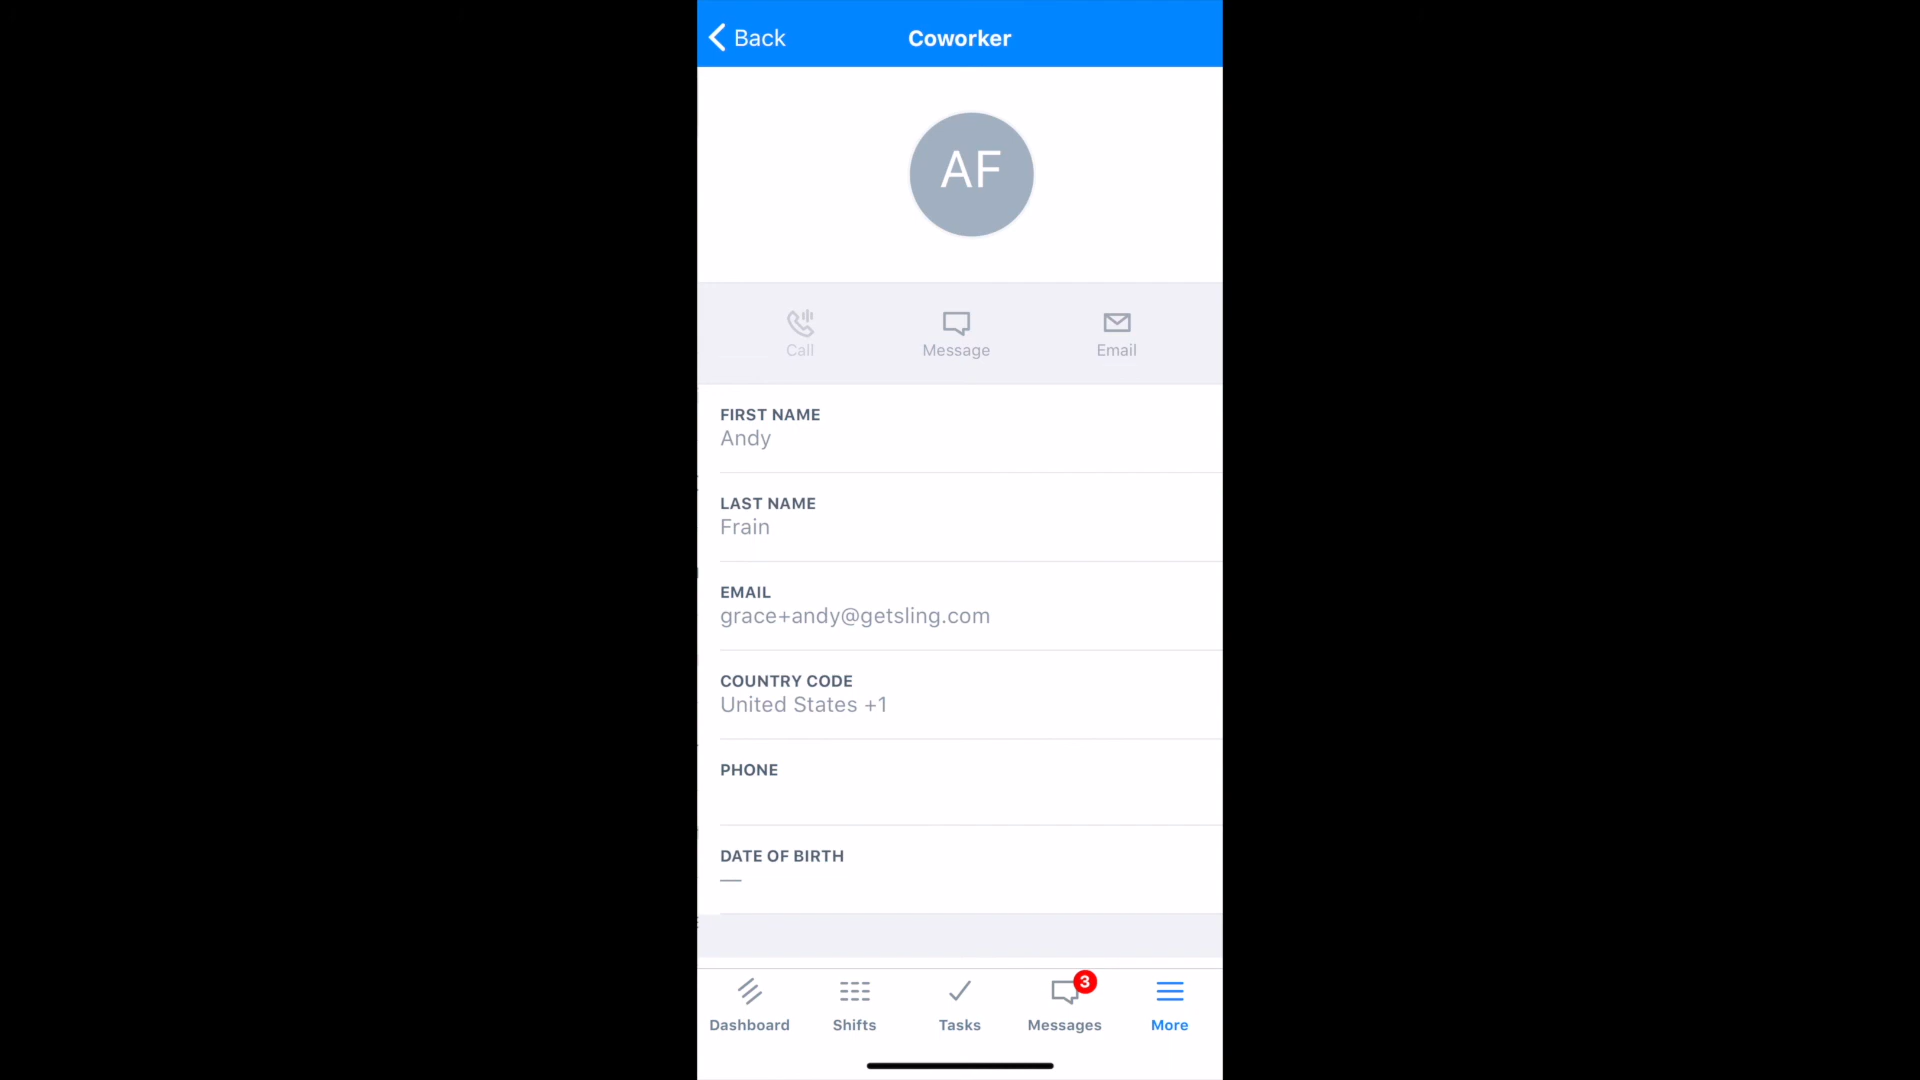 Back
Coworker
AF
Call
Message
Email
FIRST NAME
Andy
LAST NAME
Frain
EMAIL
grace+andy@getsling.com
COUNTRY CODE
United States +1
PHONE
DATE OF BIRTH
—
3
Dashboard
Shifts
Tasks
Messages
More